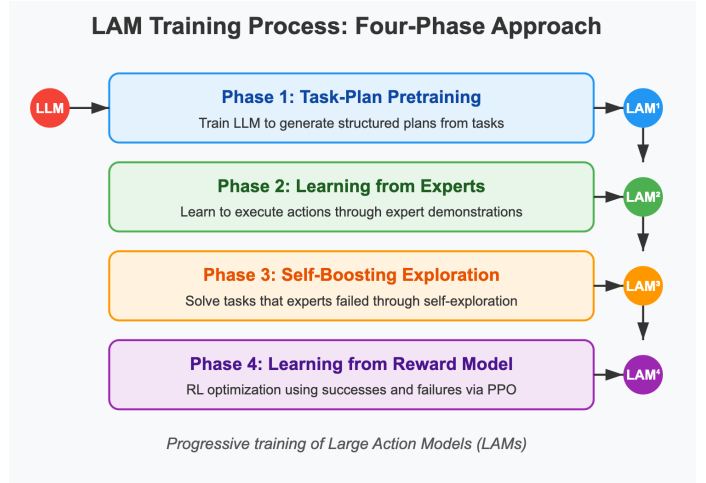 LAM Training Process: Four-Phase Approach
LLM
Phase 1: Task-Plan Pretraining
Train LLM to generate structured plans from tasks
LAM¹
Phase 2: Learning from Experts
Learn to execute actions through expert demonstrations
LAM²
Phase 3: Self-Boosting Exploration
Solve tasks that experts failed through self-exploration
LAM³
Phase 4: Learning from Reward Model
RL optimization using successes and failures via PPO
LAM⁴
Progressive training of Large Action Models (LAMs)